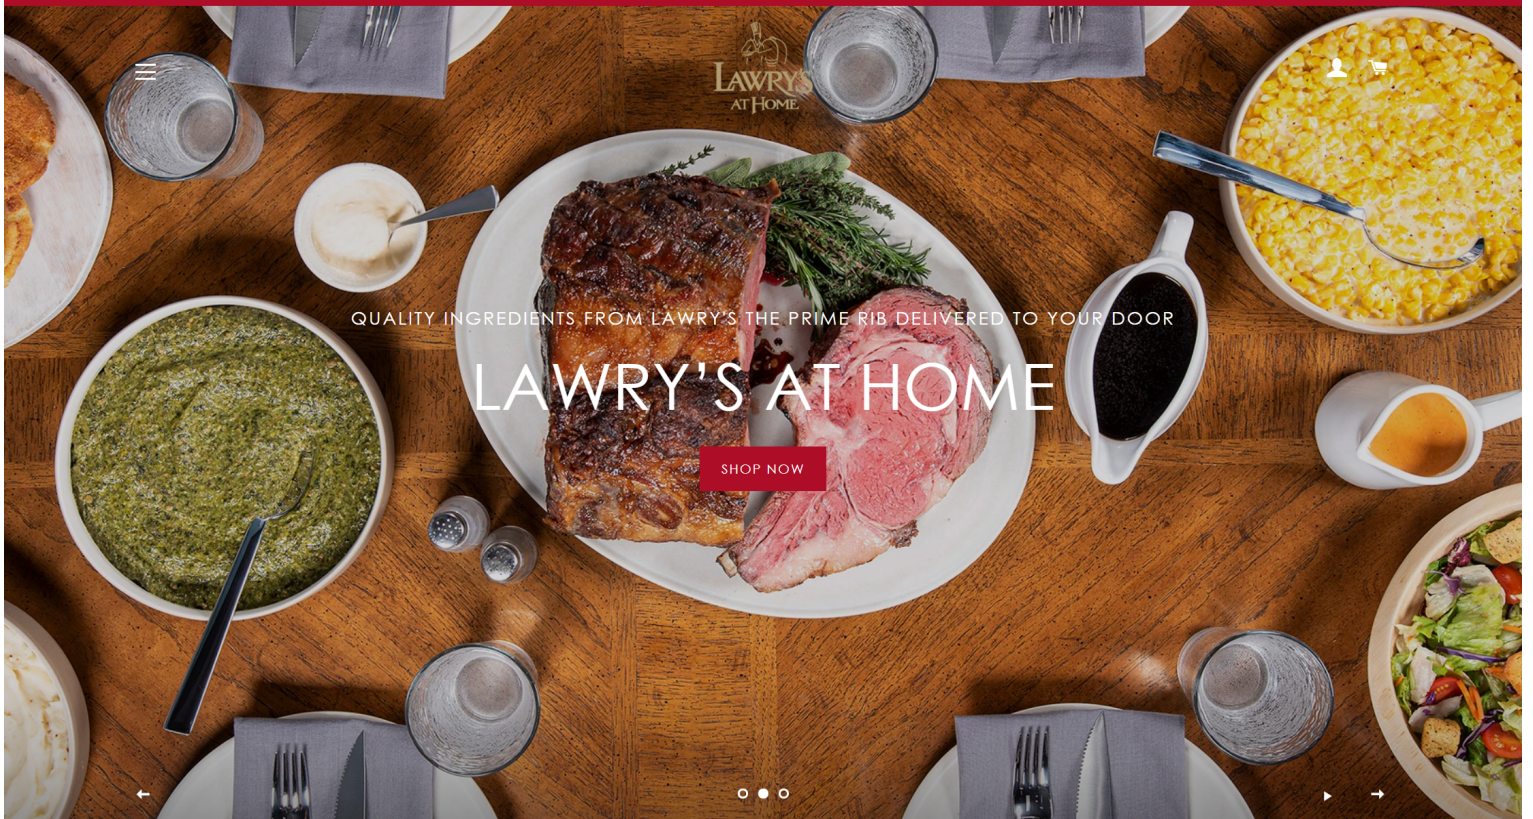 LAWRY'S
AT HOME
QUALITY INGREDIENTS FROM LAWRY'S THE PRIME RIB DELIVERED TO YOUR DOOR
LAWRY’S AT HOME
SHOP NOW